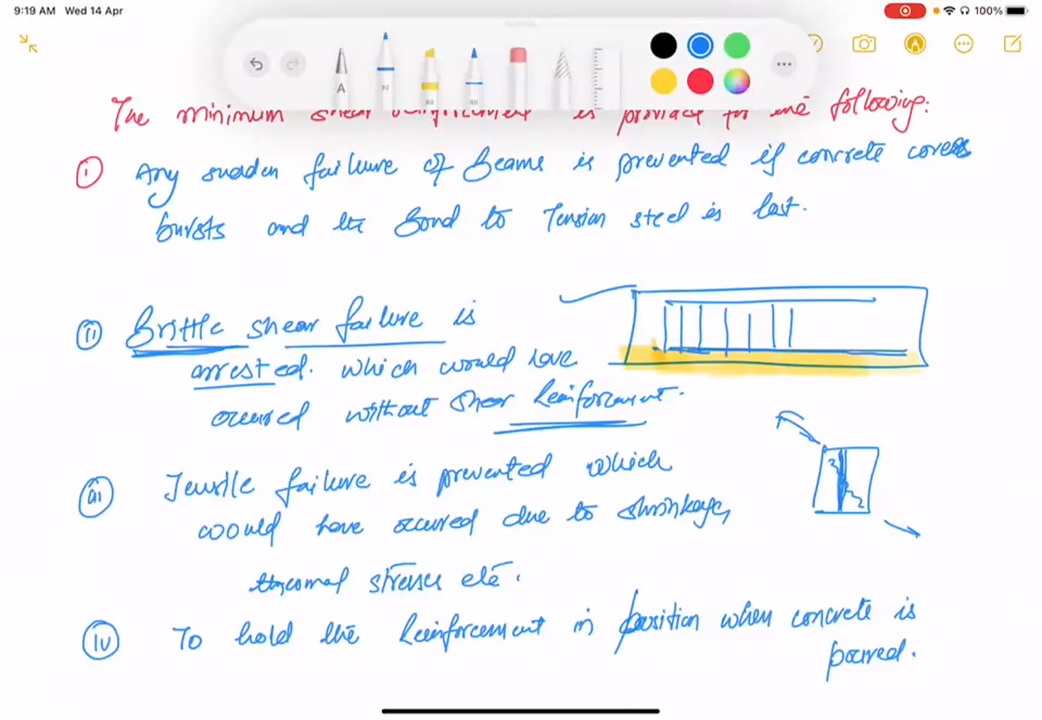 9:19 AM Wed 14 Apr
100%
A
The minimum shear reinforcement is provided for the following:
i Any sudden failure of Beams is prevented if concrete covers
bursts and the Bond to Tension steel is lost.
ii Brittle shear failure is
arrested. which would have
occured without shear Reinforcement.
iii Tensile failure is prevented which
would have occured due to shrinkage,
thermal stresses etc.
iv To hold the Reinforcement in position when concrete is
poured.